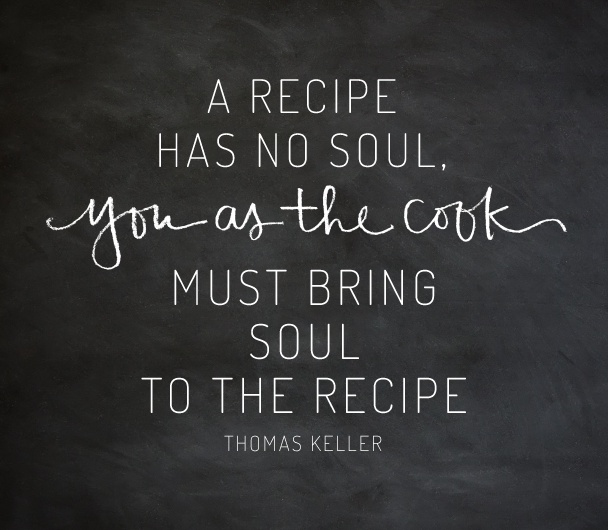 A RECIPE
HAS NO SOUL,
you as the cook
MUST BRING
SOUL
TO THE RECIPE
THOMAS KELLER